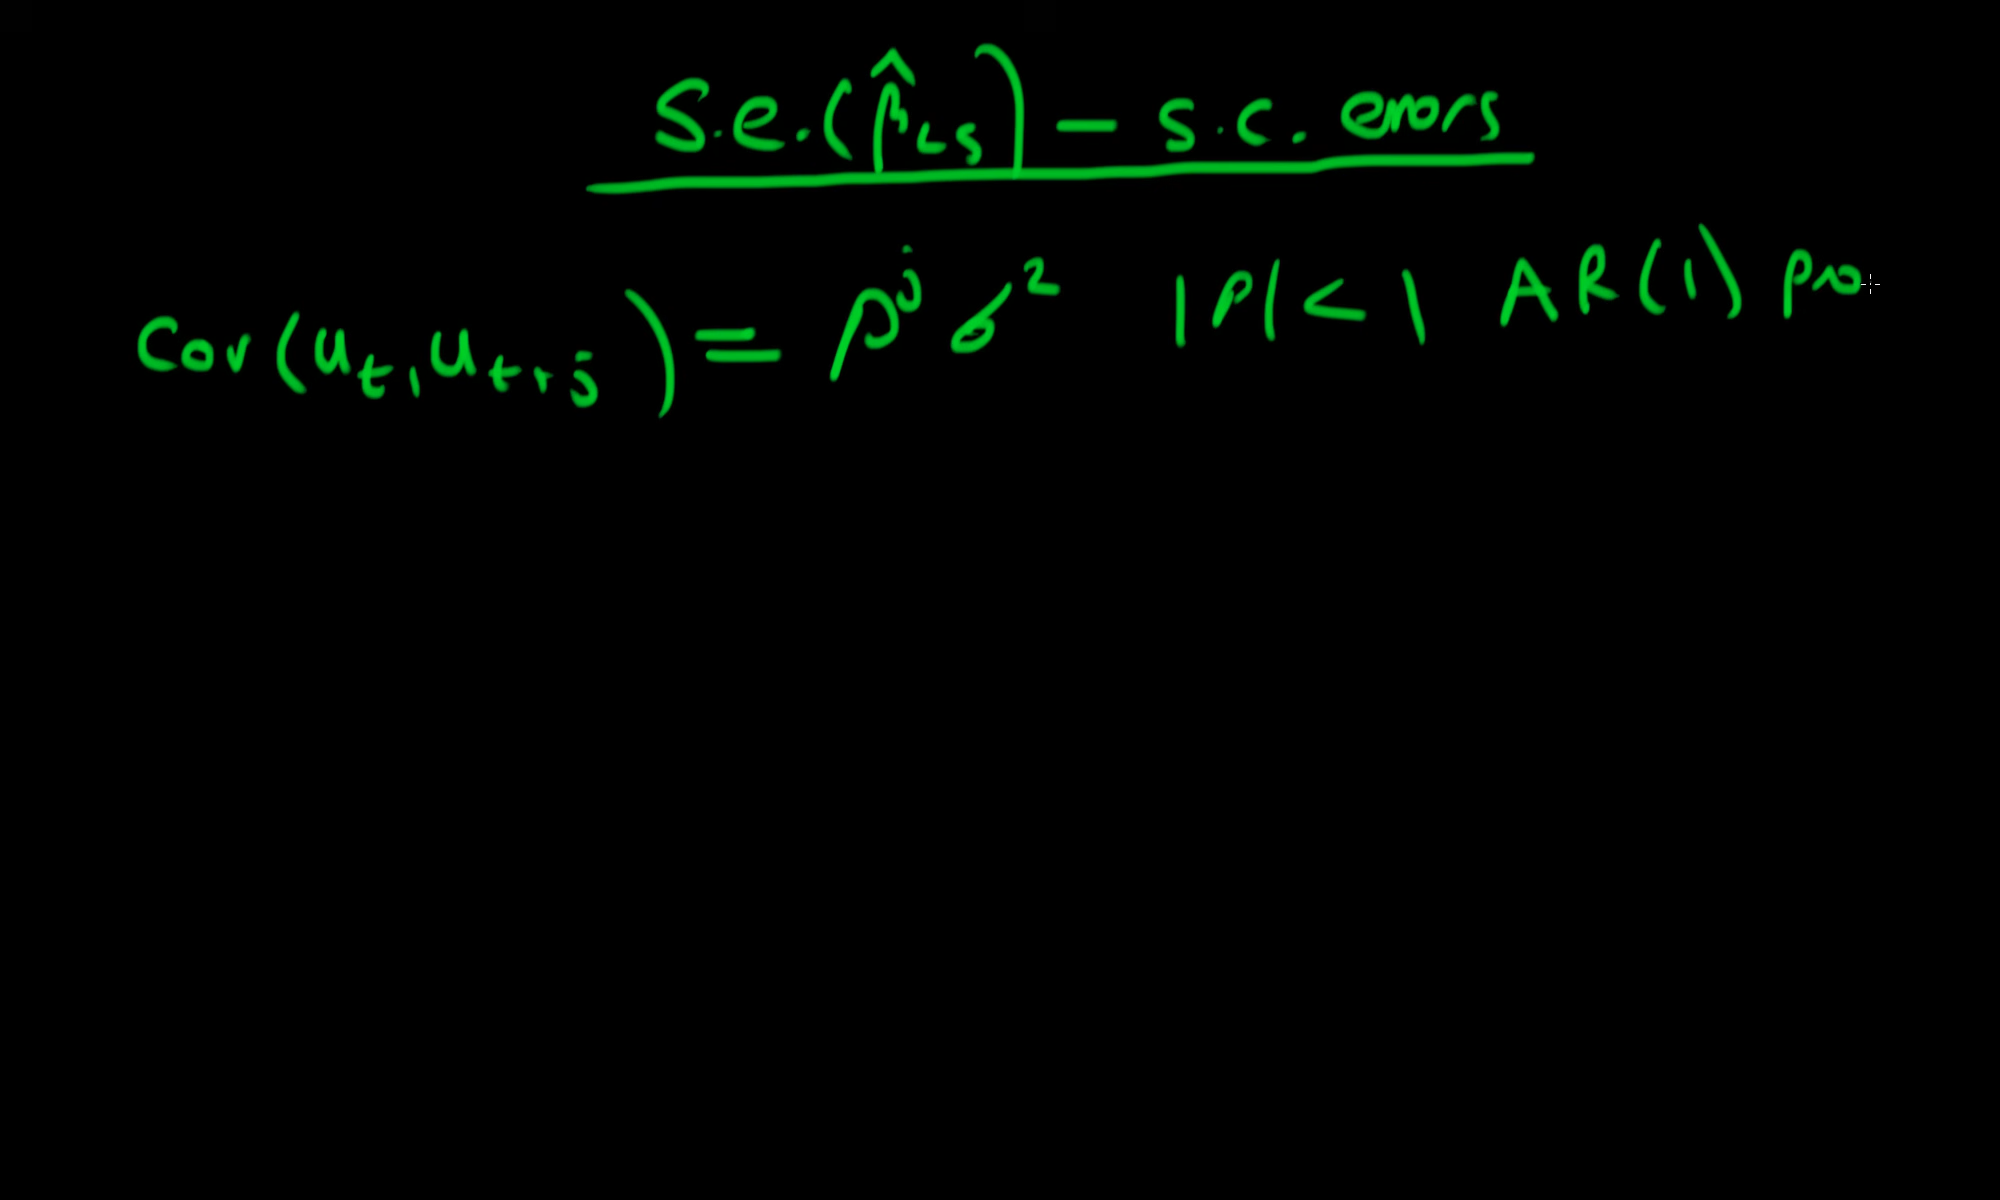 S.e.(β̂LS) – s.c. errors
Cov(uₜ, uₜ₊ⱼ) = ρʲσ² |ρ| < 1 AR(1) pro